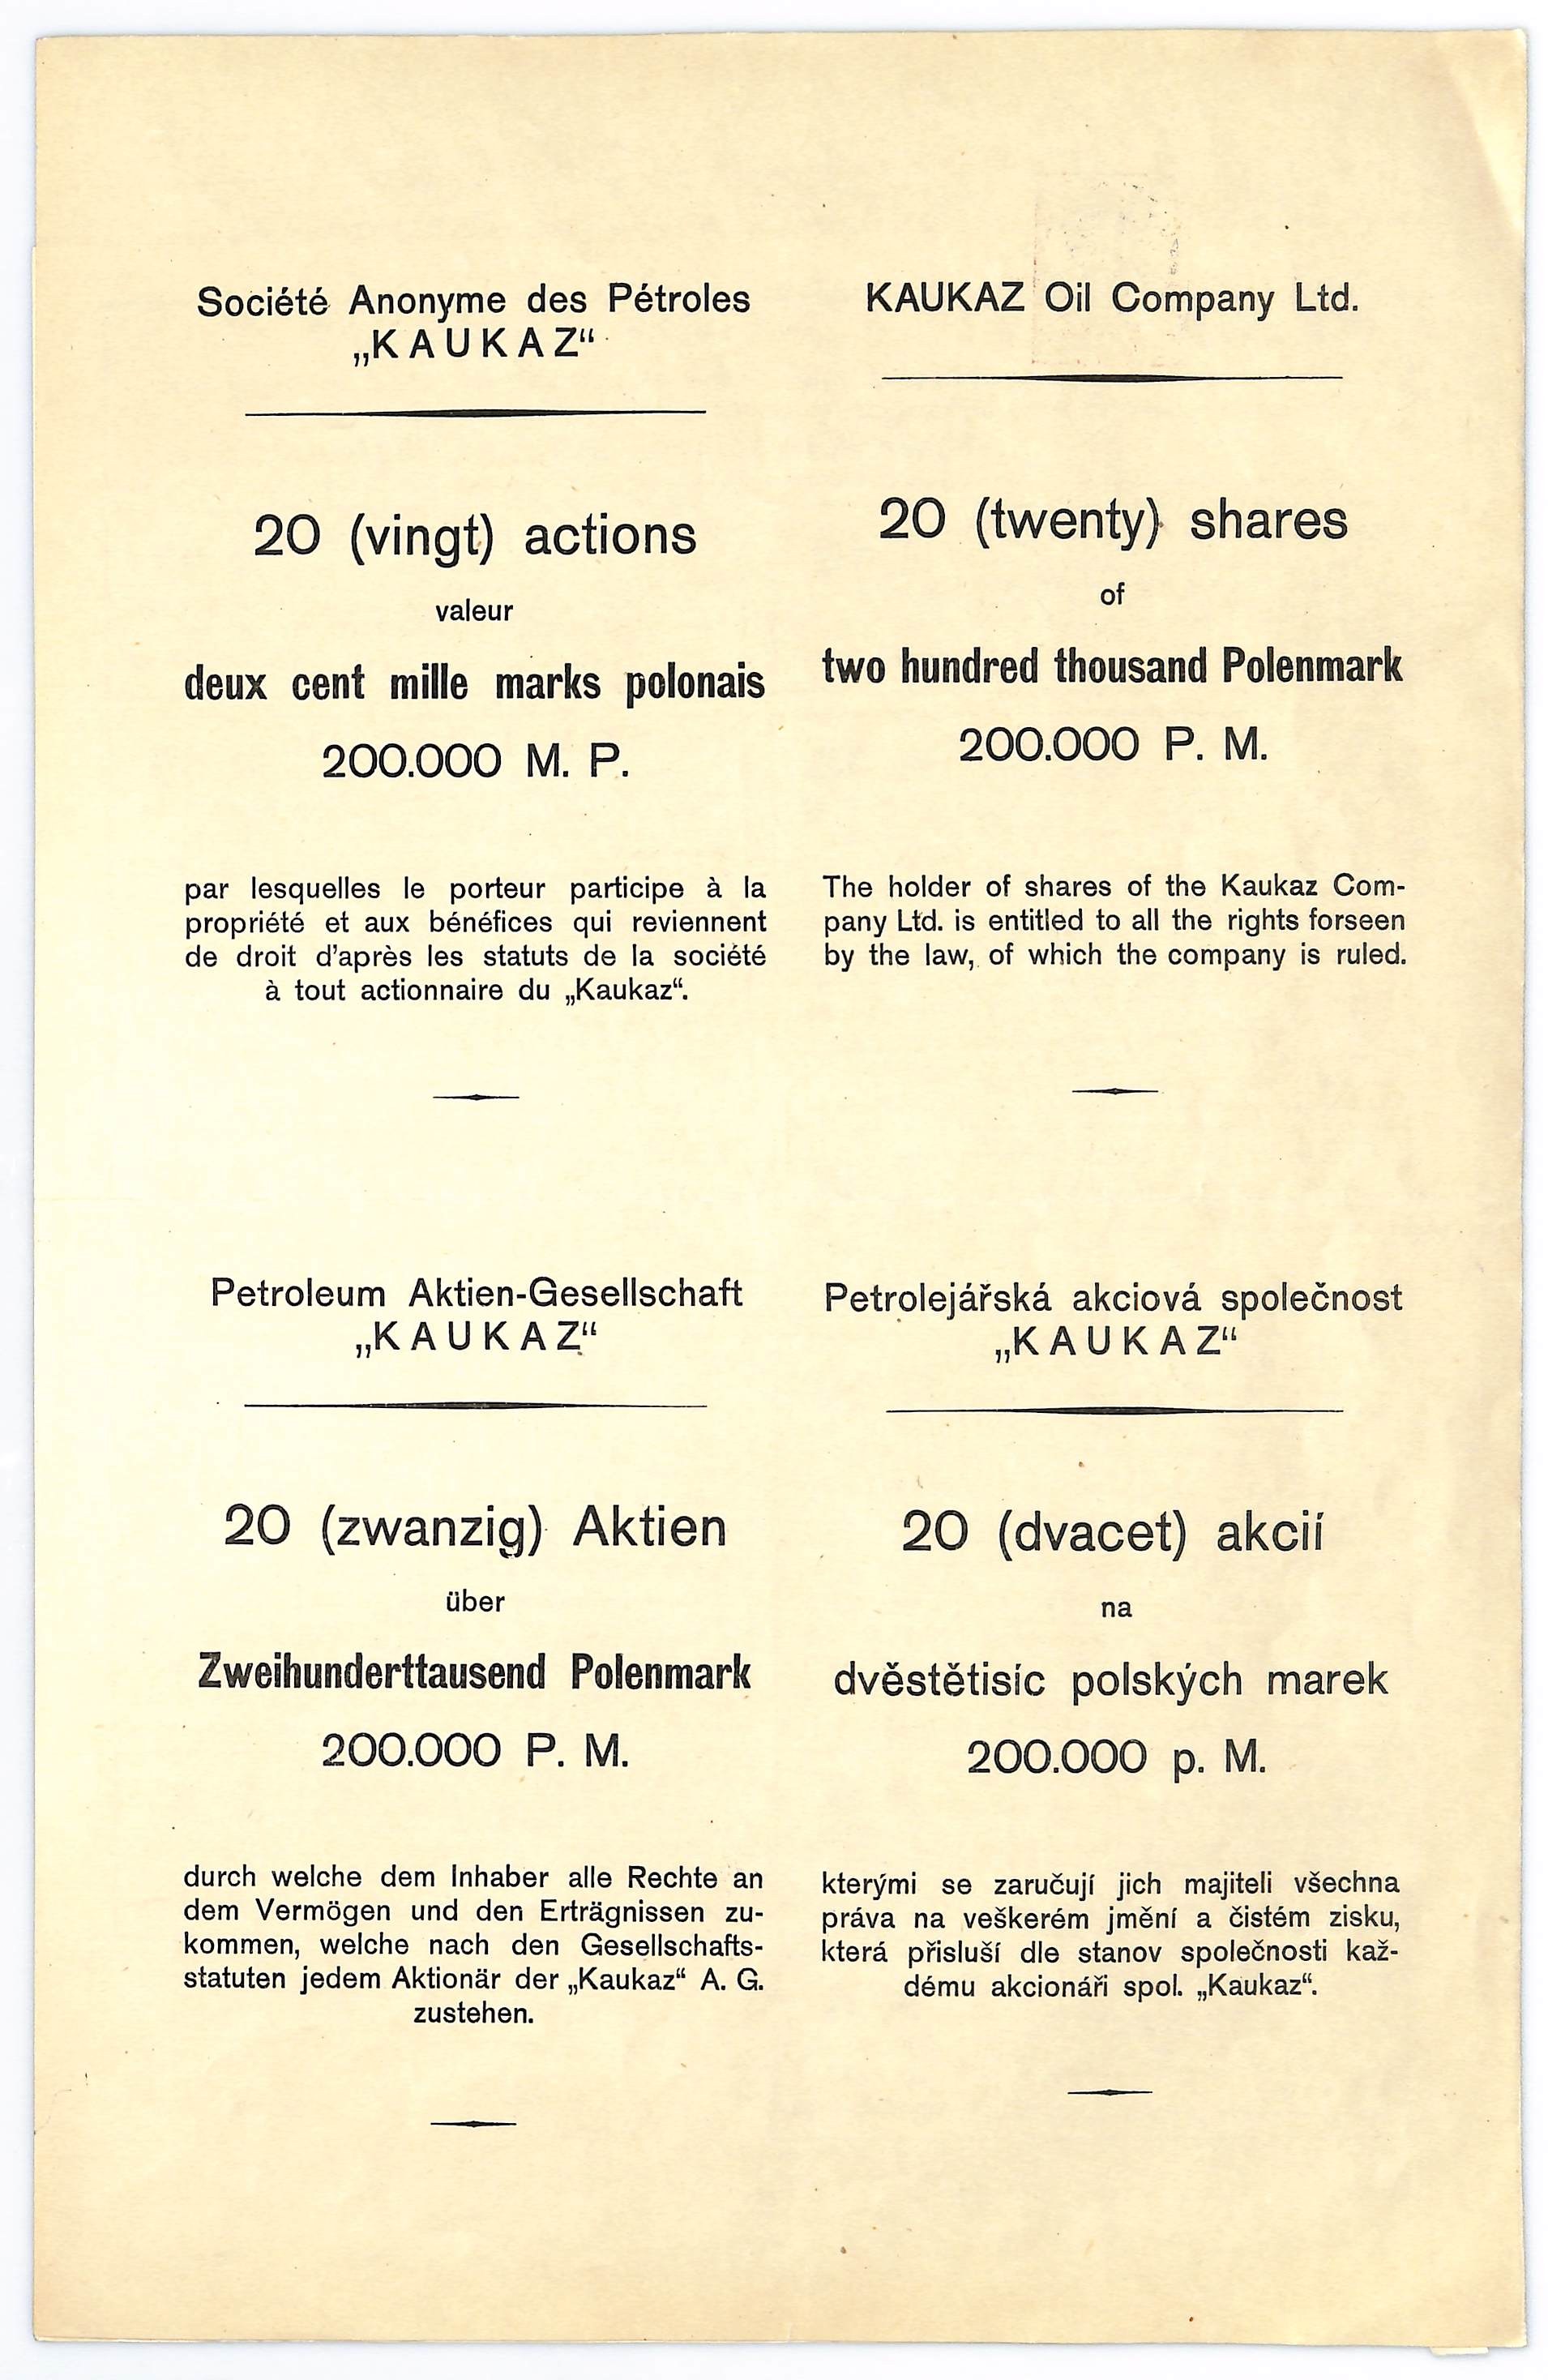 Société Anonyme des Pétroles
„KAUKAZ“
20 (vingt) actions
valeur
deux cent mille marks polonais
200.000 M. P.
par lesquelles le porteur participe à la
propriété et aux bénéfices qui reviennent
de droit d'après les statuts de la société
à tout actionnaire du „Kaukaz“.
KAUKAZ Oil Company Ltd.
20 (twenty) shares
of
two hundred thousand Polenmark
200.000 P. M.
The holder of shares of the Kaukaz Com-
pany Ltd. is entitled to all the rights forseen
by the law, of which the company is ruled.
Petroleum Aktien-Gesellschaft
„KAUKAZ“
20 (zwanzig) Aktien
über
Zweihunderttausend Polenmark
200.000 P. M.
durch welche dem Inhaber alle Rechte an
dem Vermögen und den Erträgnissen zu-
kommen, welche nach den Gesellschafts-
statuten jedem Aktionär der „Kaukaz“ A. G.
zustehen.
Petrolejářská akciová společnost
„KAUKAZ“
20 (dvacet) akcií
na
dvěstětisíc polských marek
200.000 p. M.
kterými se zaručují jich majiteli všechna
práva na veškerém jmění a čistém zisku,
která přisluší dle stanov společnosti kaž-
dému akcionáři spol. „Kaukaz“.